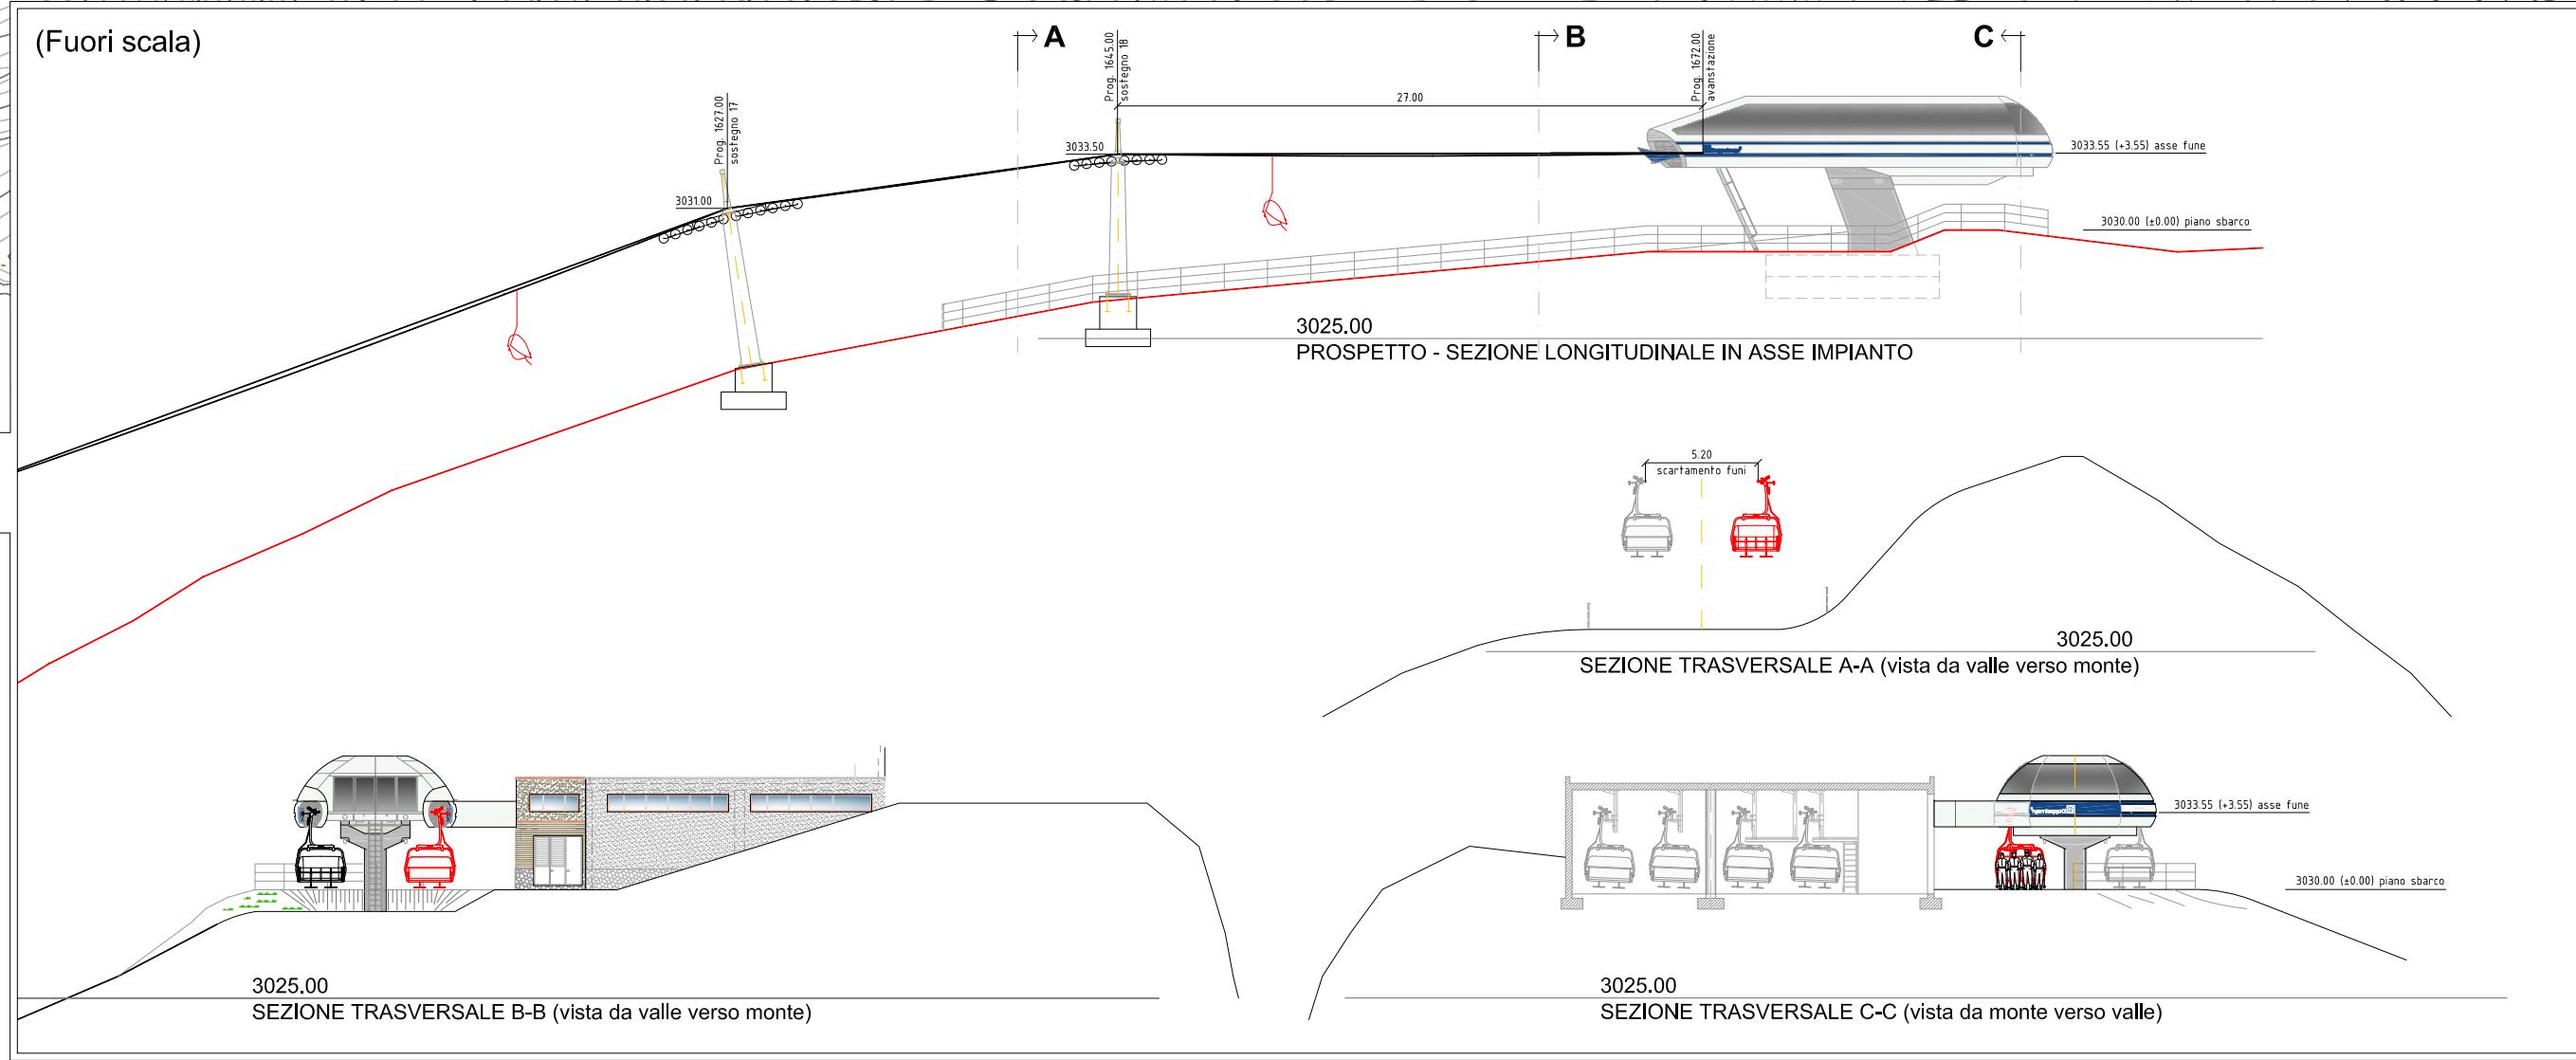 (Fuori scala)
A
B
C
Prog. 1627.00
sostegno 17
Prog. 1645.00
sostegno 18
Prog. 1672.00
avanstazione
27.00
3031.00
3033.50
3033.55 (+3.55) asse fune
3030.00 (±0.00) piano sbarco
3025.00
PROSPETTO - SEZIONE LONGITUDINALE IN ASSE IMPIANTO
5.20
scartamento funi
3025.00
SEZIONE TRASVERSALE A-A (vista da valle verso monte)
3025.00
SEZIONE TRASVERSALE B-B (vista da valle verso monte)
3033.55 (+3.55) asse fune
3030.00 (±0.00) piano sbarco
3025.00
SEZIONE TRASVERSALE C-C (vista da monte verso valle)